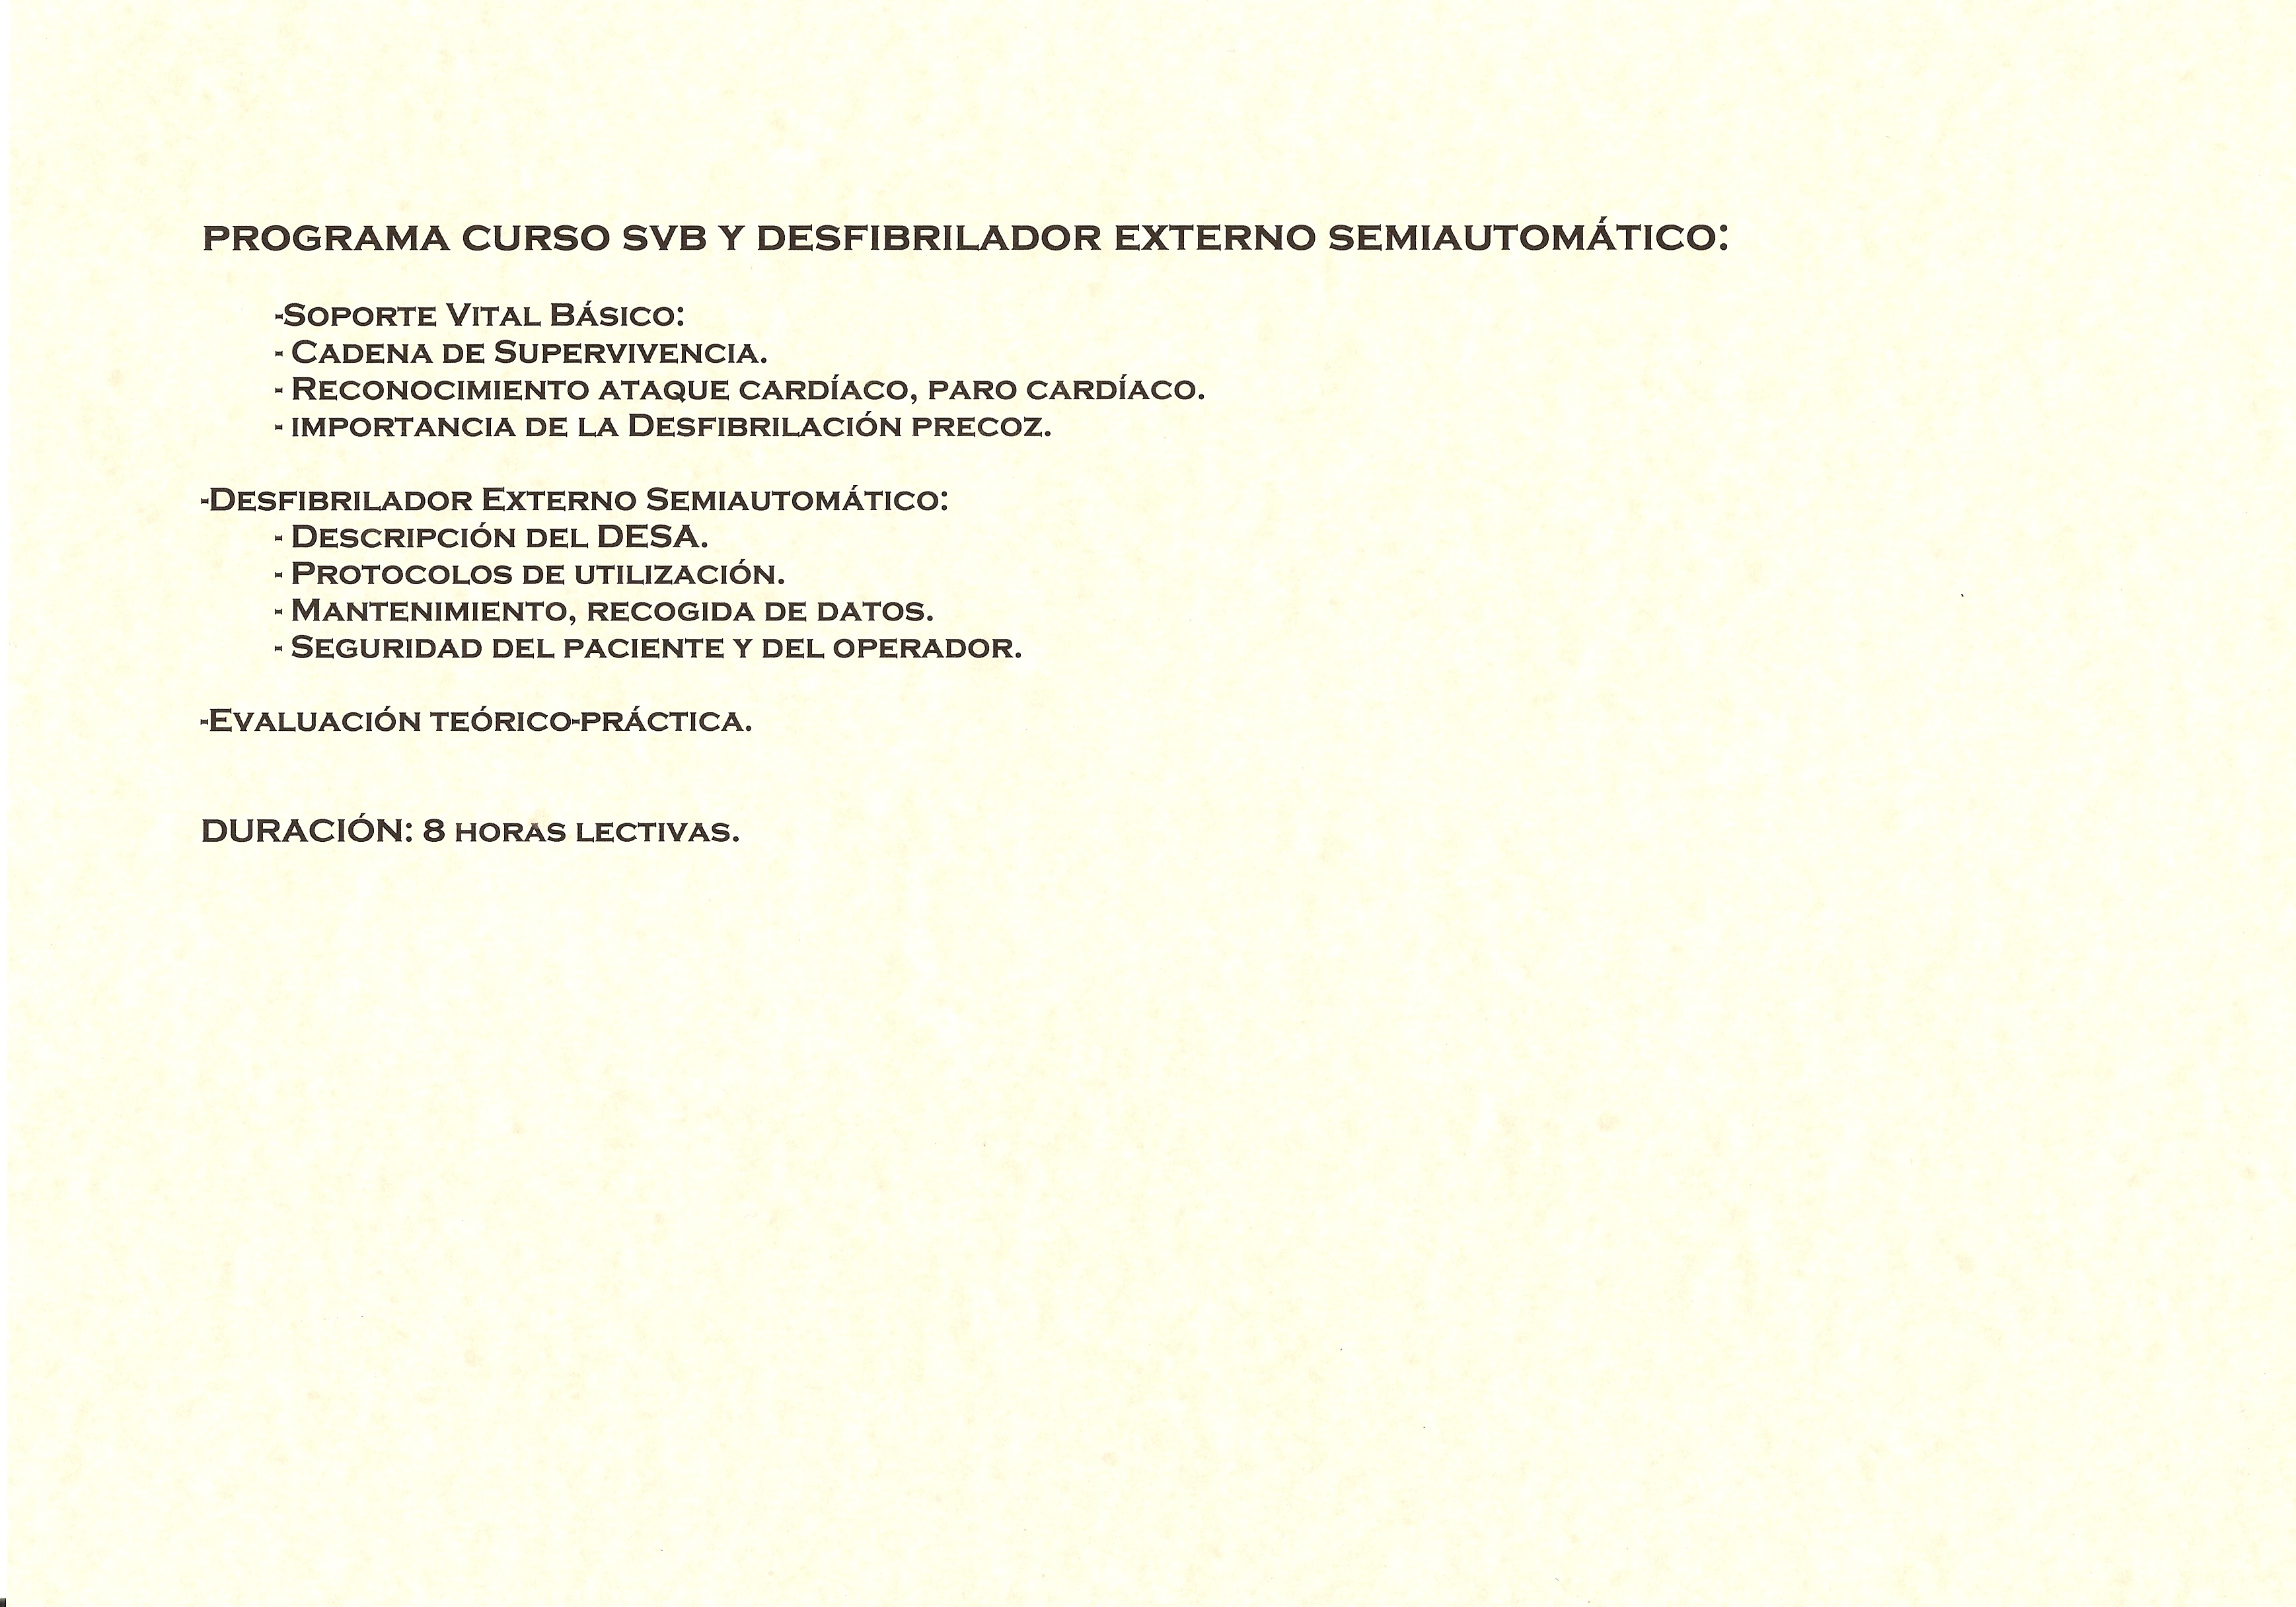 PROGRAMA CURSO SVB Y DESFIBRILADOR EXTERNO SEMIAUTOMÁTICO:
-Soporte Vital Básico:
- Cadena de Supervivencia.
- Reconocimiento ataque cardíaco, paro cardíaco.
- importancia de la Desfibrilación precoz.
-Desfibrilador Externo Semiautomático:
- Descripción del DESA.
- Protocolos de utilización.
- Mantenimiento, recogida de datos.
- Seguridad del paciente y del operador.
-Evaluación teórico-práctica.
DURACIÓN: 8 horas lectivas.